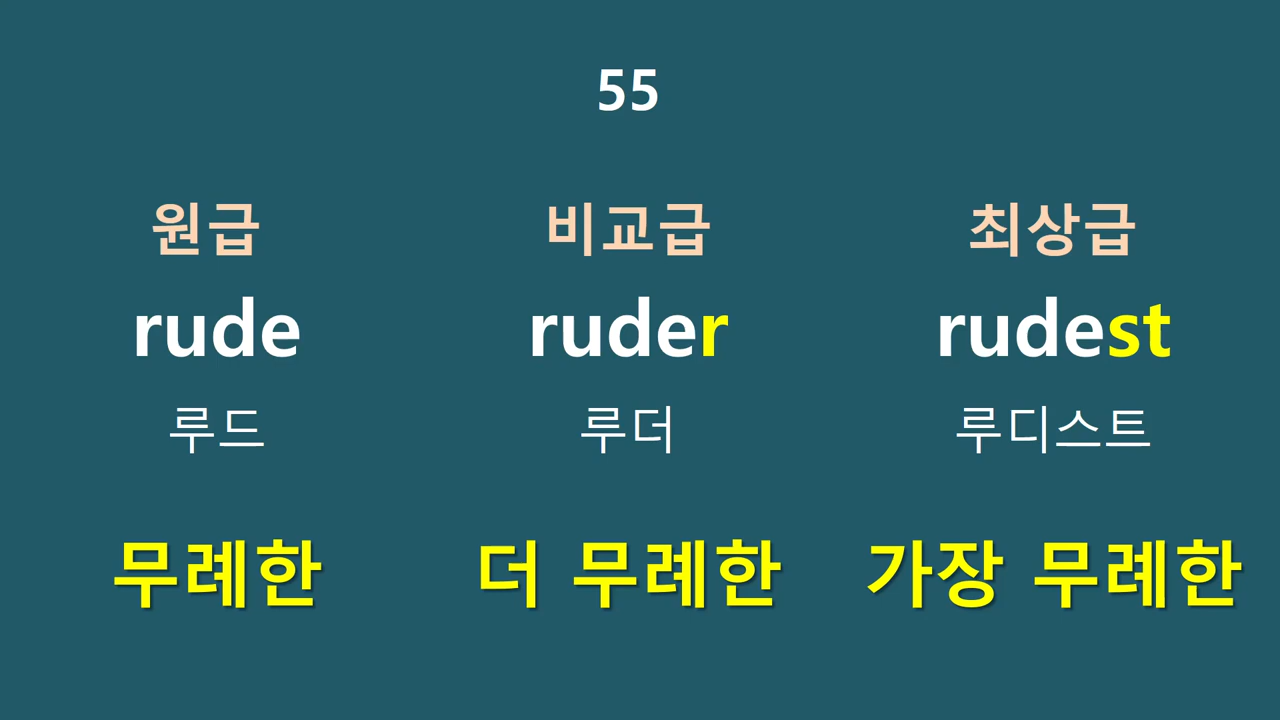 55
원급 비교급 최상급
rude ruder rudest
루드 루더 루디스트
무례한 더 무례한 가장 무례한